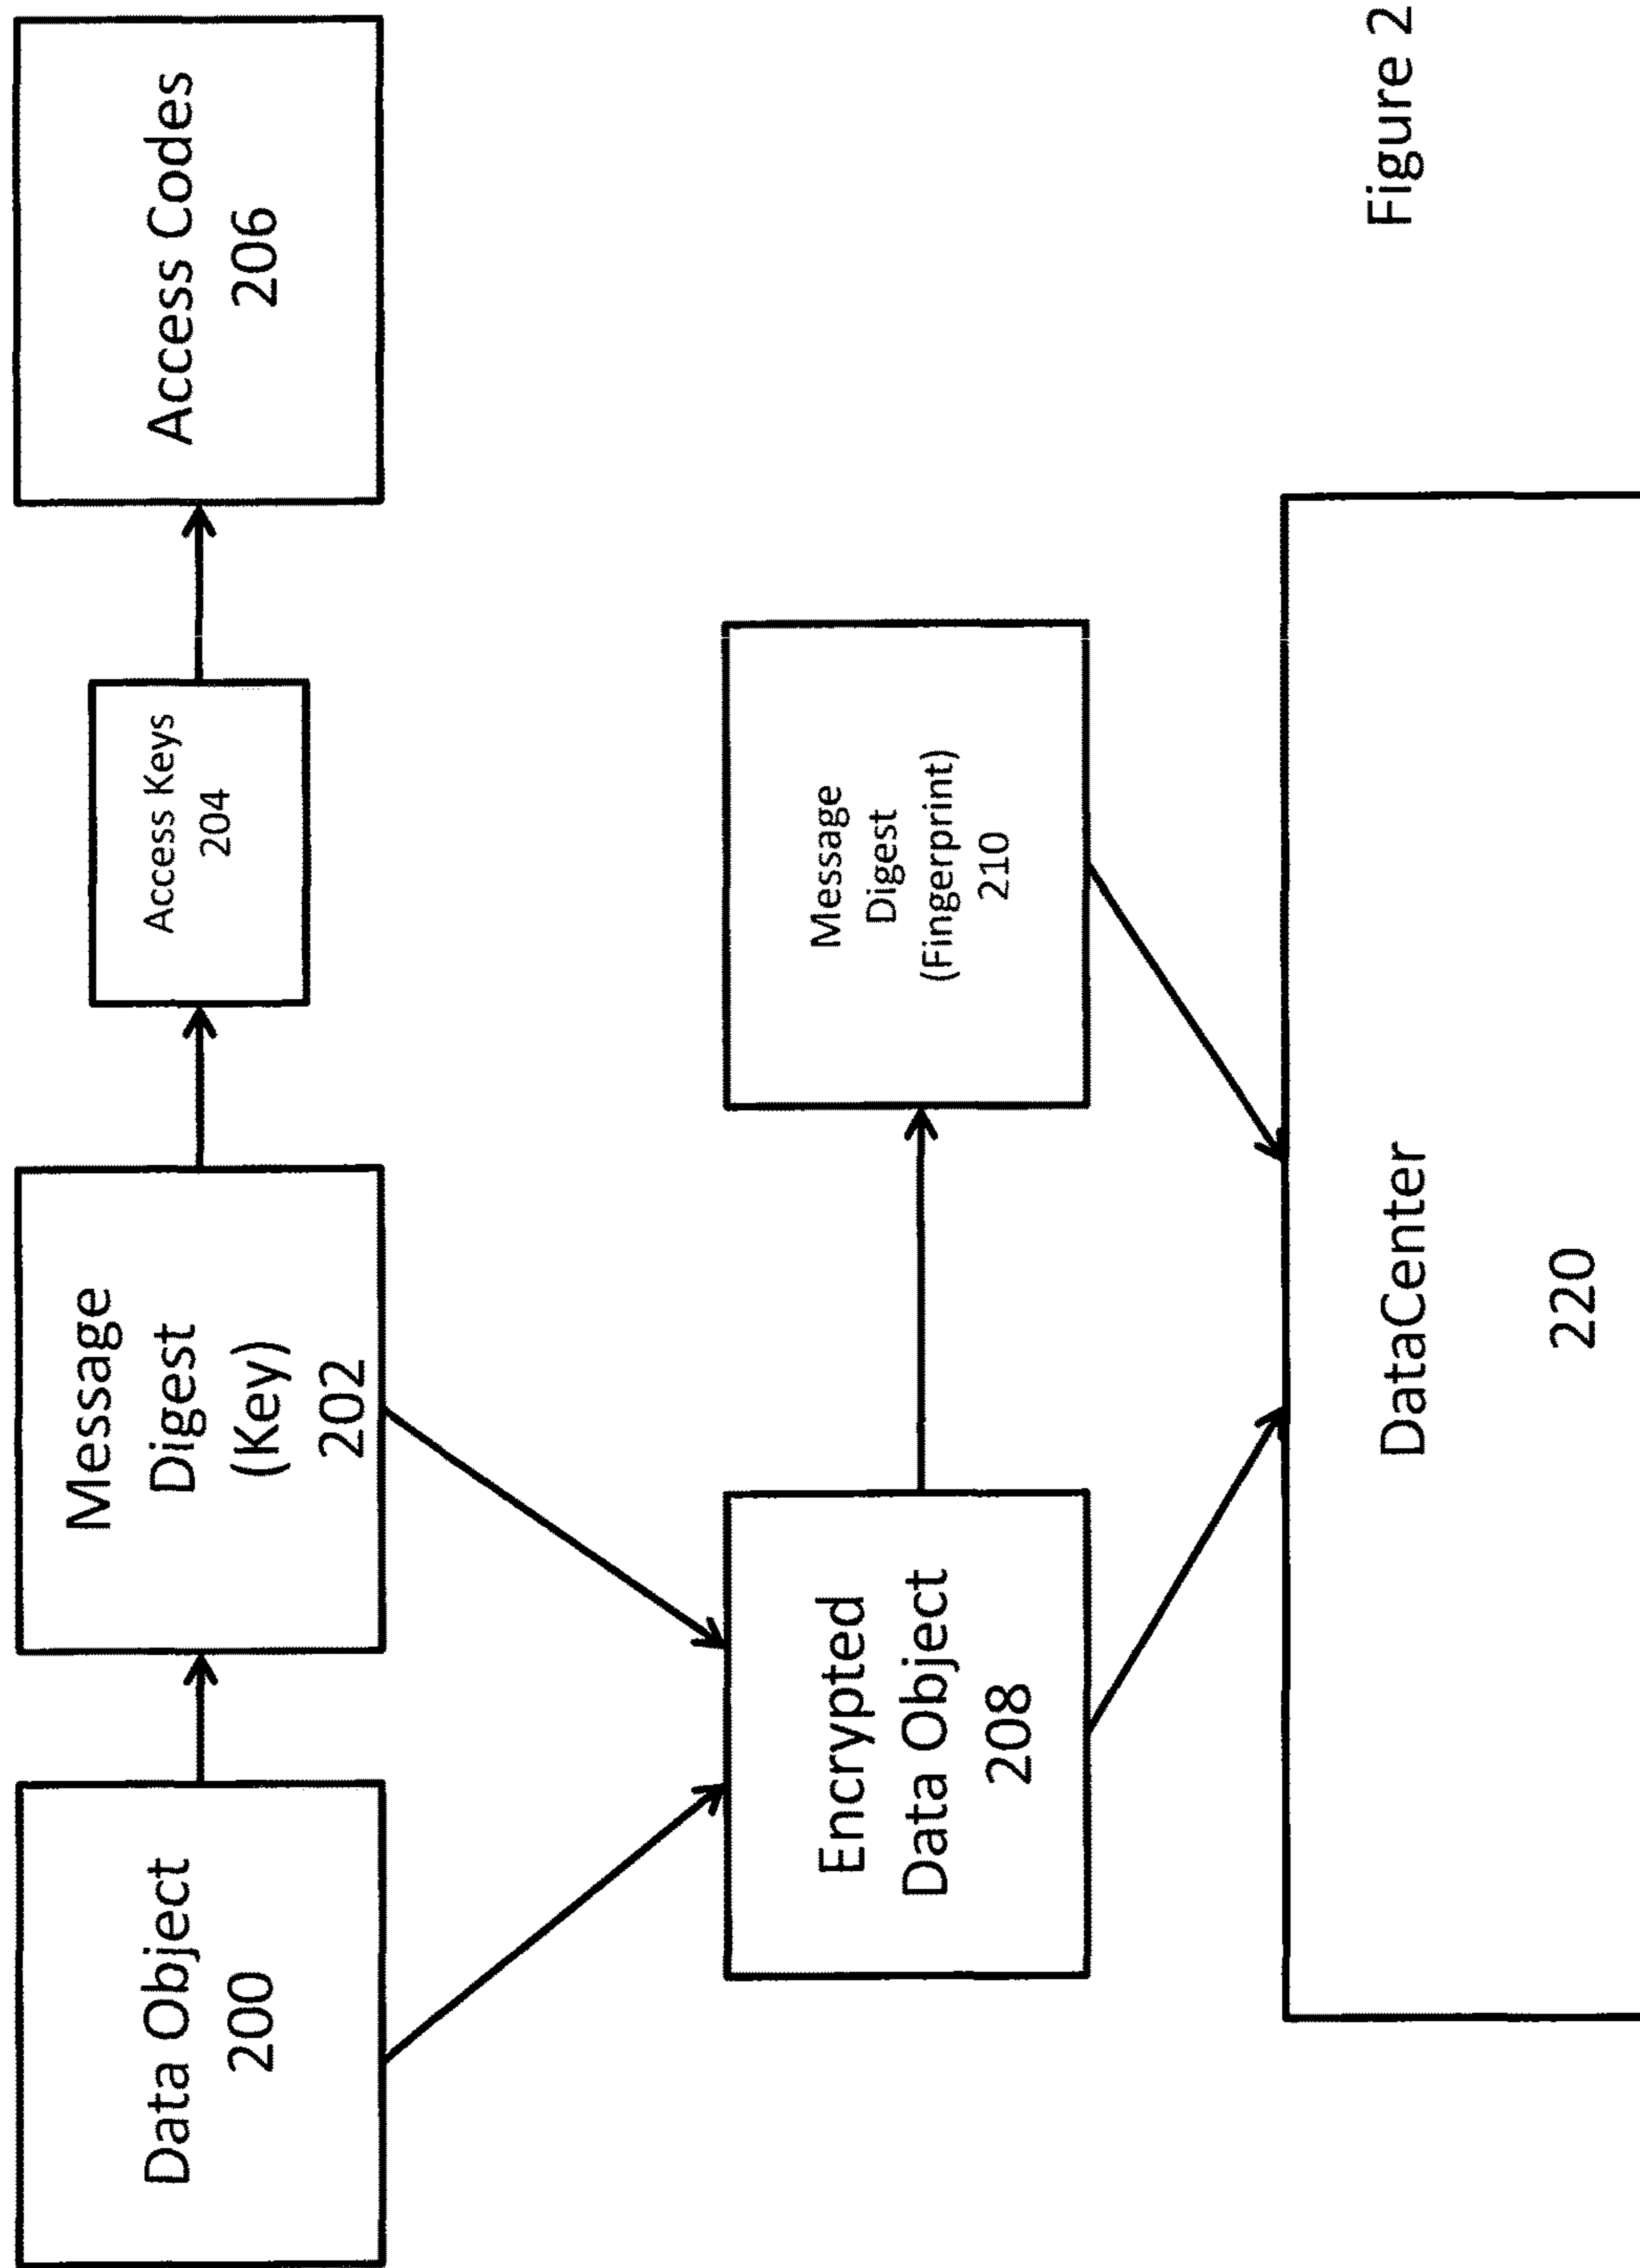 Data Object
200
Message
Digest
(Key)
202
Access Keys
204
Access Codes
206
Encrypted
Data Object
208
Message
Digest
(Fingerprint)
210
DataCenter
220
Figure 2